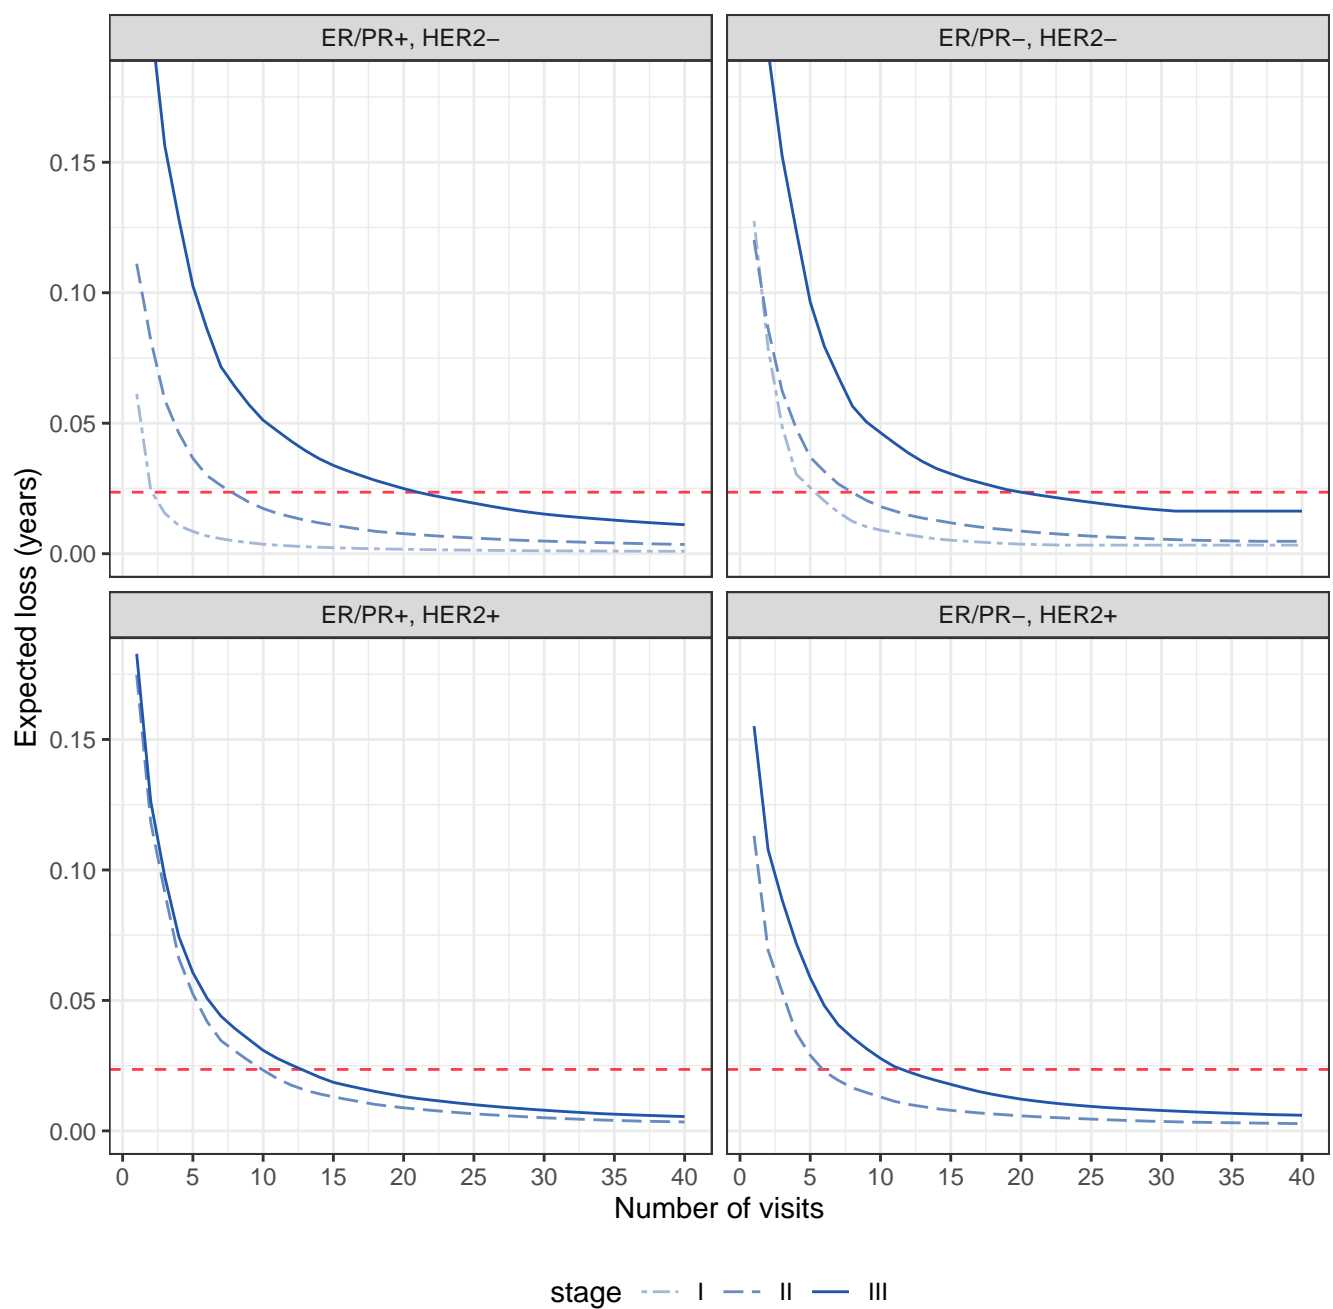 ER/PR+, HER2−
ER/PR−, HER2−
0.15
0.10
0.05
0.00
Expected loss (years)
ER/PR+, HER2+
ER/PR−, HER2+
0.15
0.10
0.05
0.00
0 5 10 15 20 25 30 35 40
0 5 10 15 20 25 30 35 40
Number of visits
stage I II III